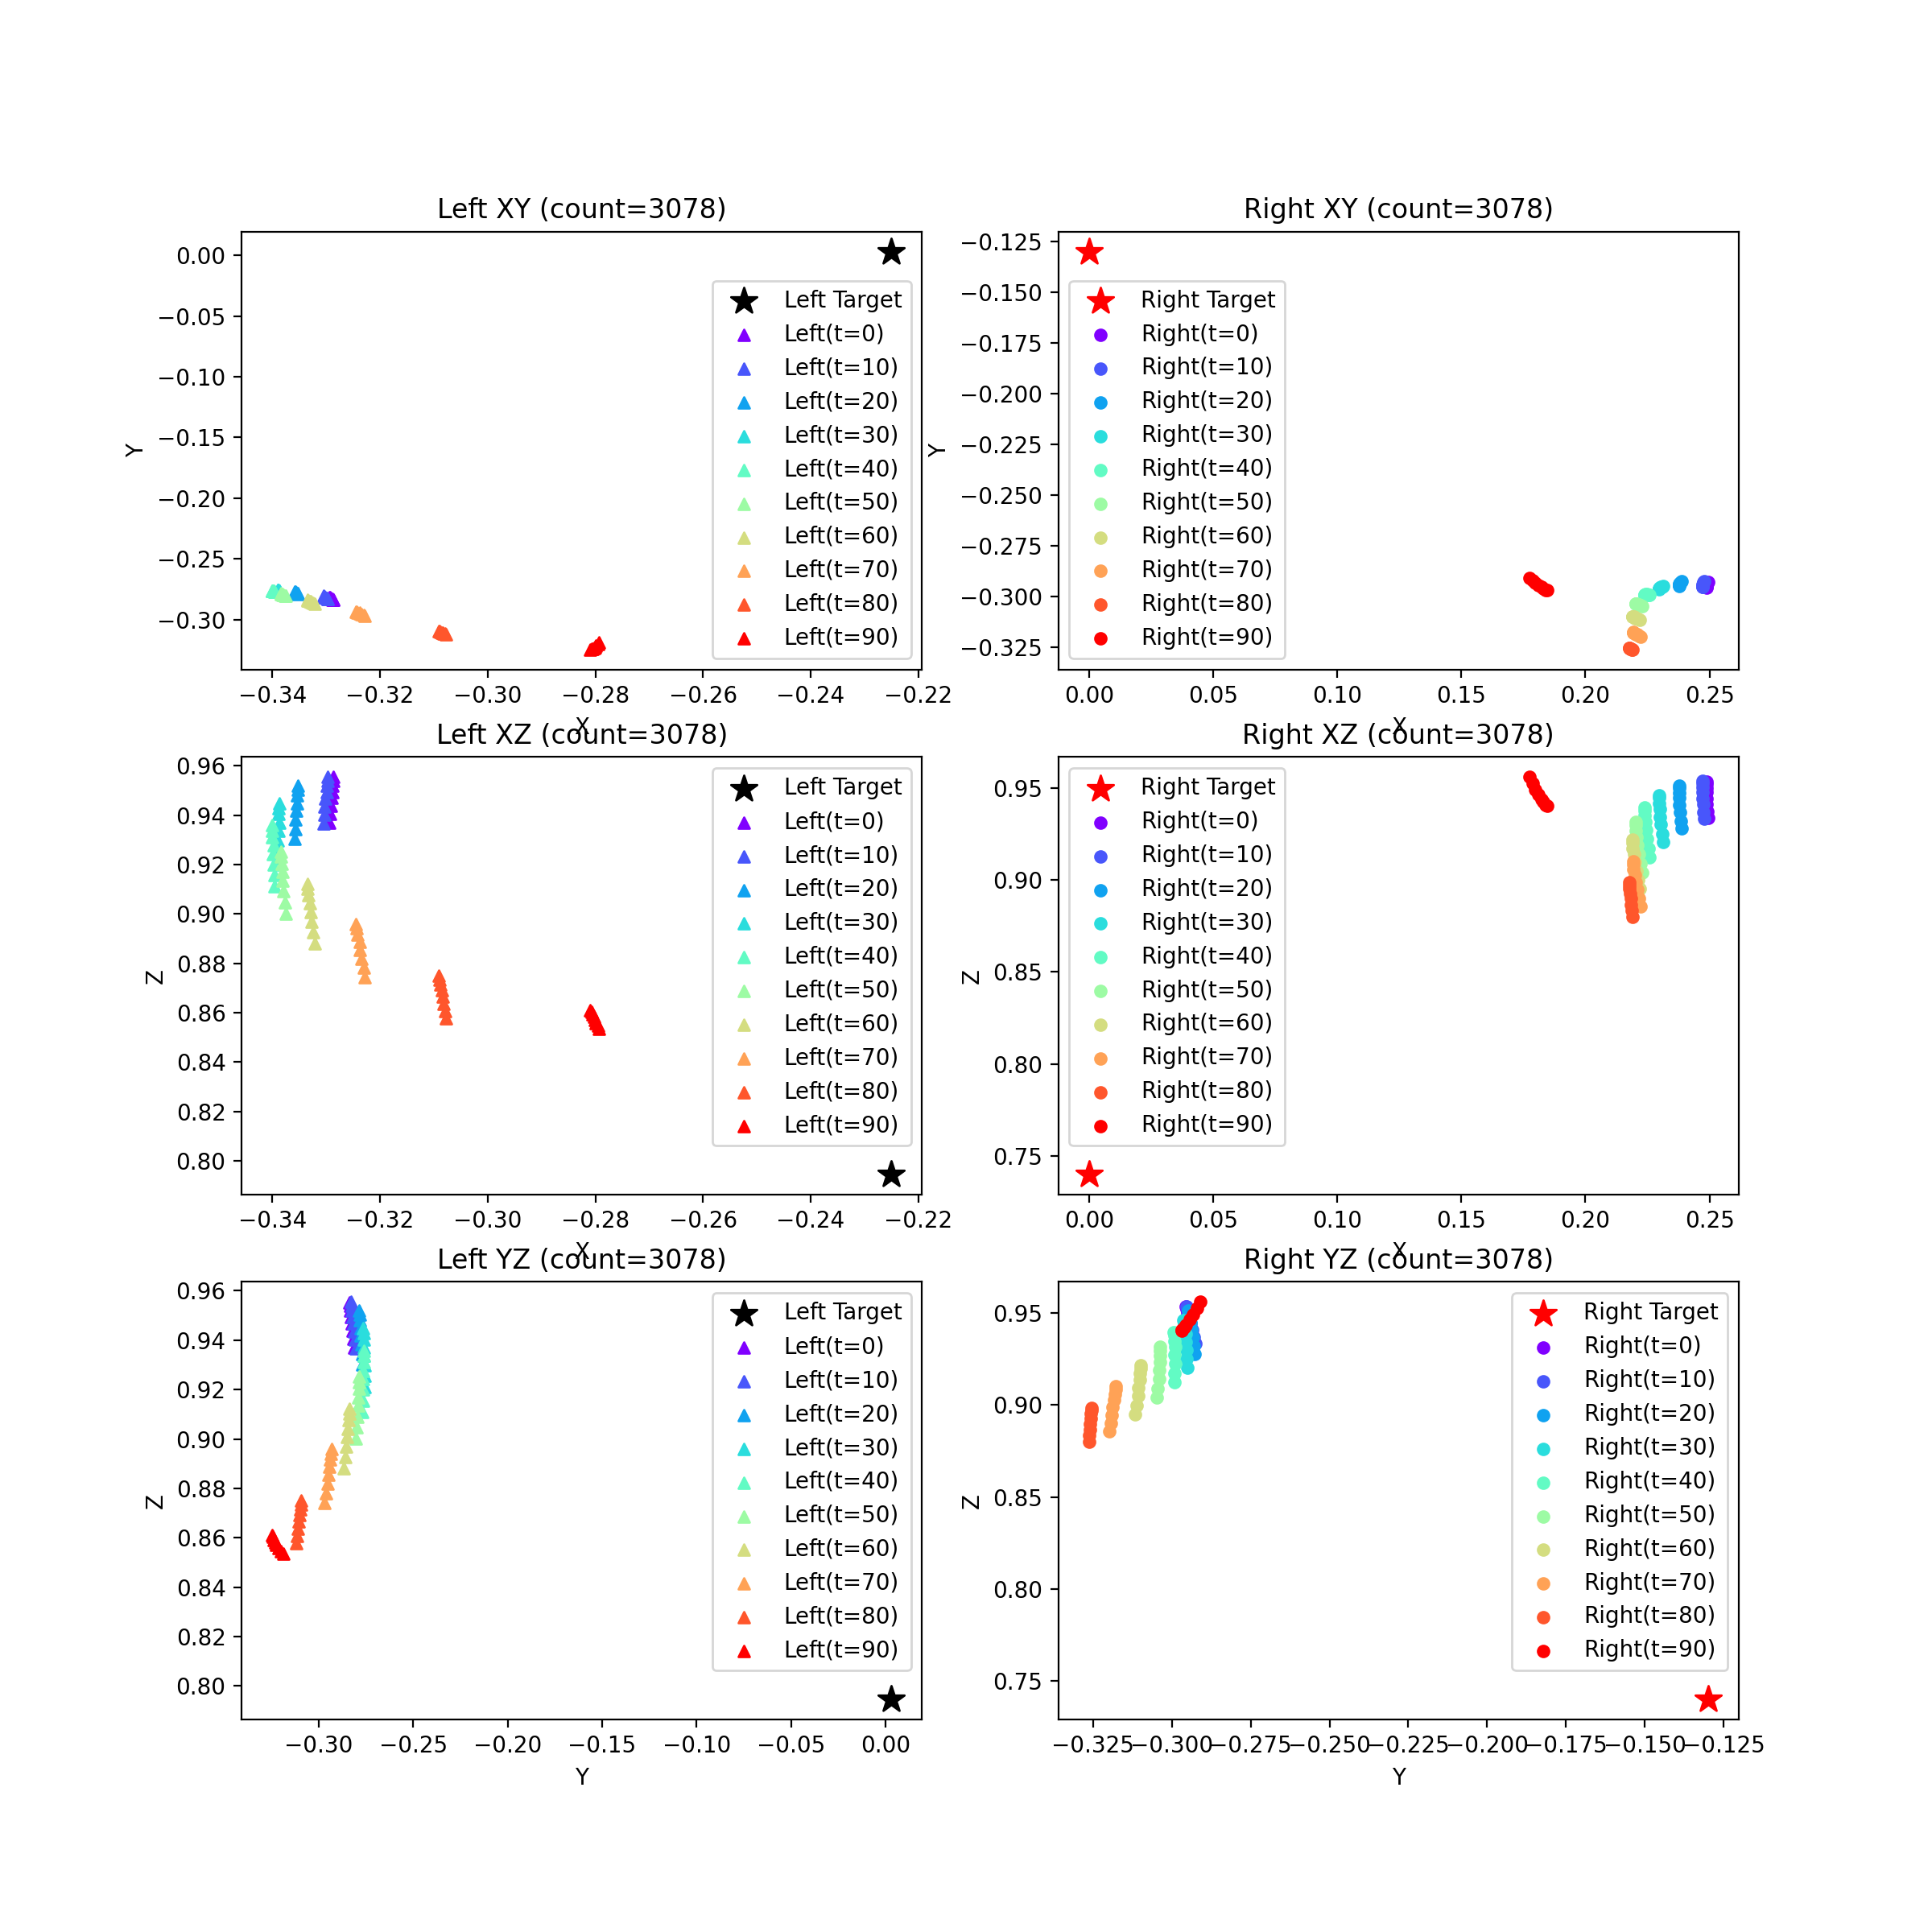 Left XY (count=3078)
0.00
−0.05
−0.10
−0.15
−0.20
−0.25
−0.30
Y
Left Target
Left(t=0)
Left(t=10)
Left(t=20)
Left(t=30)
Left(t=40)
Left(t=50)
Left(t=60)
Left(t=70)
Left(t=80)
Left(t=90)
−0.34 −0.32 −0.30 −0.28 −0.26 −0.24 −0.22
X
Right XY (count=3078)
−0.125
−0.150
−0.175
−0.200
−0.225
−0.250
−0.275
−0.300
−0.325
Y
Right Target
Right(t=0)
Right(t=10)
Right(t=20)
Right(t=30)
Right(t=40)
Right(t=50)
Right(t=60)
Right(t=70)
Right(t=80)
Right(t=90)
0.00 0.05 0.10 0.15 0.20 0.25
X
Left XZ (count=3078)
0.96
0.94
0.92
0.90
0.88
0.86
0.84
0.82
0.80
Z
Left Target
Left(t=0)
Left(t=10)
Left(t=20)
Left(t=30)
Left(t=40)
Left(t=50)
Left(t=60)
Left(t=70)
Left(t=80)
Left(t=90)
−0.34 −0.32 −0.30 −0.28 −0.26 −0.24 −0.22
X
Right XZ (count=3078)
0.95
0.90
0.85
0.80
0.75
Z
Right Target
Right(t=0)
Right(t=10)
Right(t=20)
Right(t=30)
Right(t=40)
Right(t=50)
Right(t=60)
Right(t=70)
Right(t=80)
Right(t=90)
0.00 0.05 0.10 0.15 0.20 0.25
X
Left YZ (count=3078)
0.96
0.94
0.92
0.90
0.88
0.86
0.84
0.82
0.80
Z
Left Target
Left(t=0)
Left(t=10)
Left(t=20)
Left(t=30)
Left(t=40)
Left(t=50)
Left(t=60)
Left(t=70)
Left(t=80)
Left(t=90)
−0.30 −0.25 −0.20 −0.15 −0.10 −0.05 0.00
Y
Right YZ (count=3078)
0.95
0.90
0.85
0.80
0.75
Z
Right Target
Right(t=0)
Right(t=10)
Right(t=20)
Right(t=30)
Right(t=40)
Right(t=50)
Right(t=60)
Right(t=70)
Right(t=80)
Right(t=90)
−0.325 −0.300 −0.275 −0.250 −0.225 −0.200 −0.175 −0.150 −0.125
Y